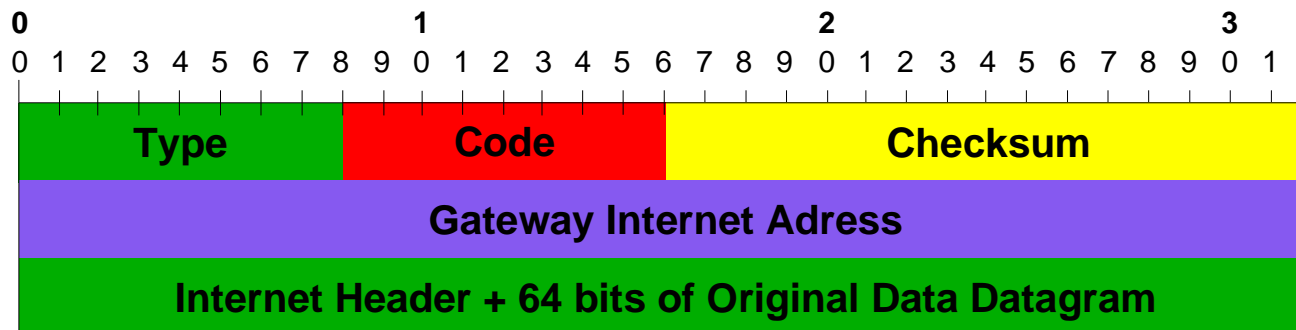 0 1 2 3
0 1 2 3 4 5 6 7 8 9 0 1 2 3 4 5 6 7 8 9 0 1 2 3 4 5 6 7 8 9 0 1
Type Code Checksum
Gateway Internet Adress
Internet Header + 64 bits of Original Data Datagram